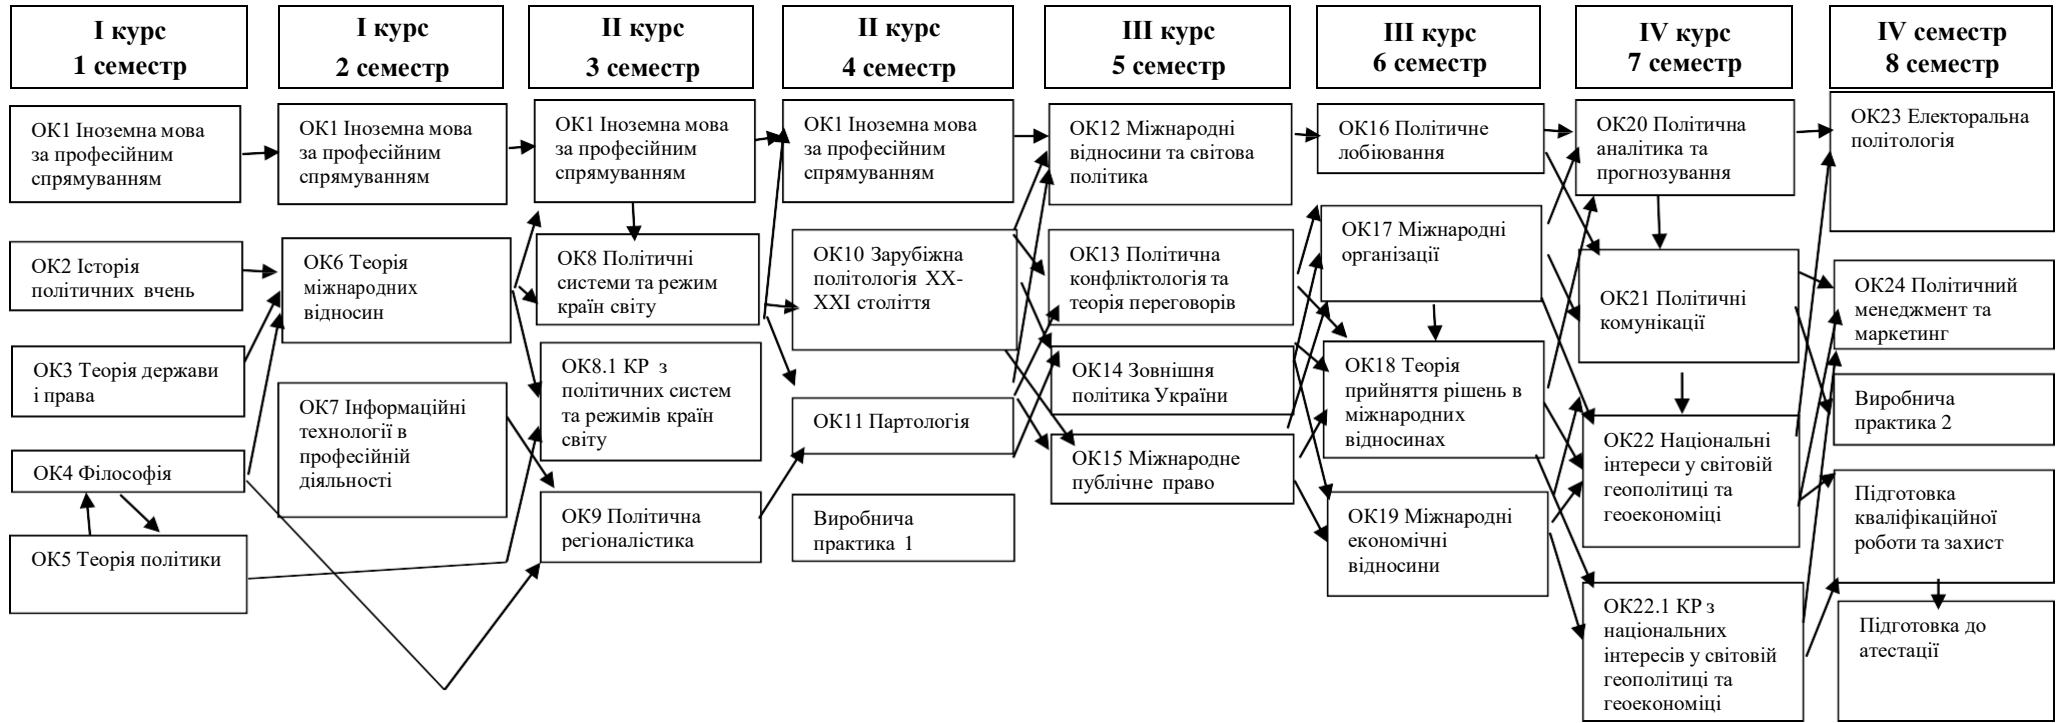 I курс
1 семестр
I курс
2 семестр
II курс
3 семестр
II курс
4 семестр
III курс
5 семестр
III курс
6 семестр
IV курс
7 семестр
IV семестр
8 семестр
ОК1 Іноземна мова
за професійним
спрямуванням
ОК2 Історія
політичних вчень
ОК3 Теорія держави
і права
ОК4 Філософія
ОК5 Теорія політики
ОК1 Іноземна мова
за професійним
спрямуванням
ОК6 Теорія
міжнародних
відносин
ОК7 Інформаційні
технології в
професійній
діяльності
ОК1 Іноземна мова
за професійним
спрямуванням
ОК8 Політичні
системи та режим
країн світу
ОК8.1 КР з
політичних систем
та режимів країн
світу
ОК9 Політична
регіоналістика
ОК1 Іноземна мова
за професійним
спрямуванням
ОК10 Зарубіжна
політологія ХХ-
ХХІ століття
ОК11 Партологія
Виробнича
практика 1
ОК12 Міжнародні
відносини та світова
політика
ОК13 Політична
конфліктологія та
теорія переговорів
ОК14 Зовнішня
політика України
ОК15 Міжнародне
публічне право
ОК16 Політичне
лобіювання
ОК17 Міжнародні
організації
ОК18 Теорія
прийняття рішень в
міжнародних
відносинах
ОК19 Міжнародні
економічні
відносини
ОК20 Політична
аналітика та
прогнозування
ОК21 Політичні
комунікації
ОК22 Національні
інтереси у світовій
геополітиці та
геоекономіці
ОК22.1 КР з
національних
інтересів у світовій
геополітиці та
геоекономіці
ОК23 Електоральна
політологія
ОК24 Політичний
менеджмент та
маркетинг
Виробнича
практика 2
Підготовка
кваліфікаційної
роботи та захист
Підготовка до
атестації